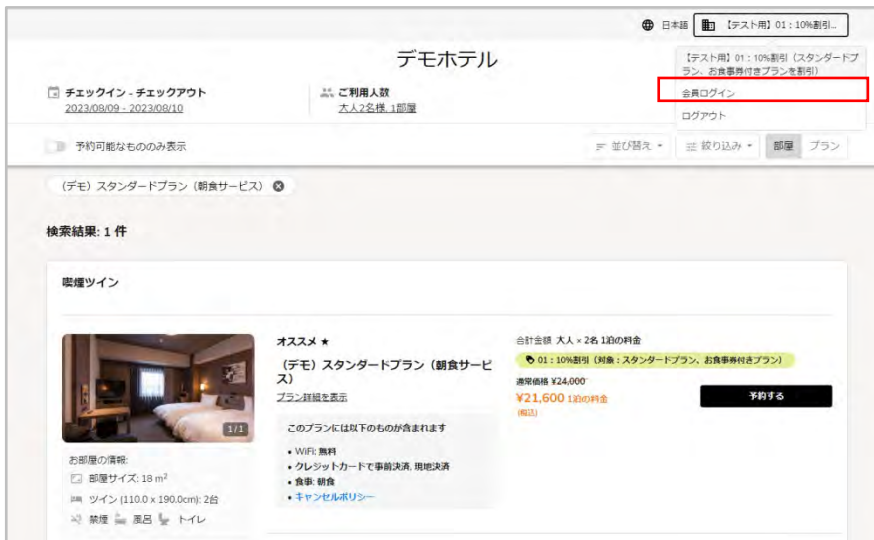 日本語 【テスト用】01:10%割引...
デモホテル
【テスト用】01:10%割引(スタンダードプ
ラン、お食事券付きプランを割引)
会員ログイン
ログアウト
チェックイン - チェックアウト
2023/08/09 - 2023/08/10
ご利用人数
大人2名様, 1部屋
予約可能なもののみ表示
並び替え
絞り込み
部屋 プラン
(デモ)スタンダードプラン(朝食サービス)
検索結果: 1 件
喫煙ツイン
1/1
お部屋の情報:
部屋サイズ: 18 m²
ツイン (110.0 x 190.0cm): 2台
禁煙 風呂 トイレ
オススメ ★
(デモ)スタンダードプラン(朝食サービ
ス)
プラン詳細を表示
このプランには以下のものが含まれます
• WiFi: 無料
• クレジットカードで事前決済, 現地決済
• 食事: 朝食
• キャンセルポリシー
合計金額 大人 × 2名 1泊の料金
01:10%割引(対象:スタンダードプラン、お食事券付きプラン)
通常価格 ¥24,000
¥21,600 1泊の料金
(税込)
予約する